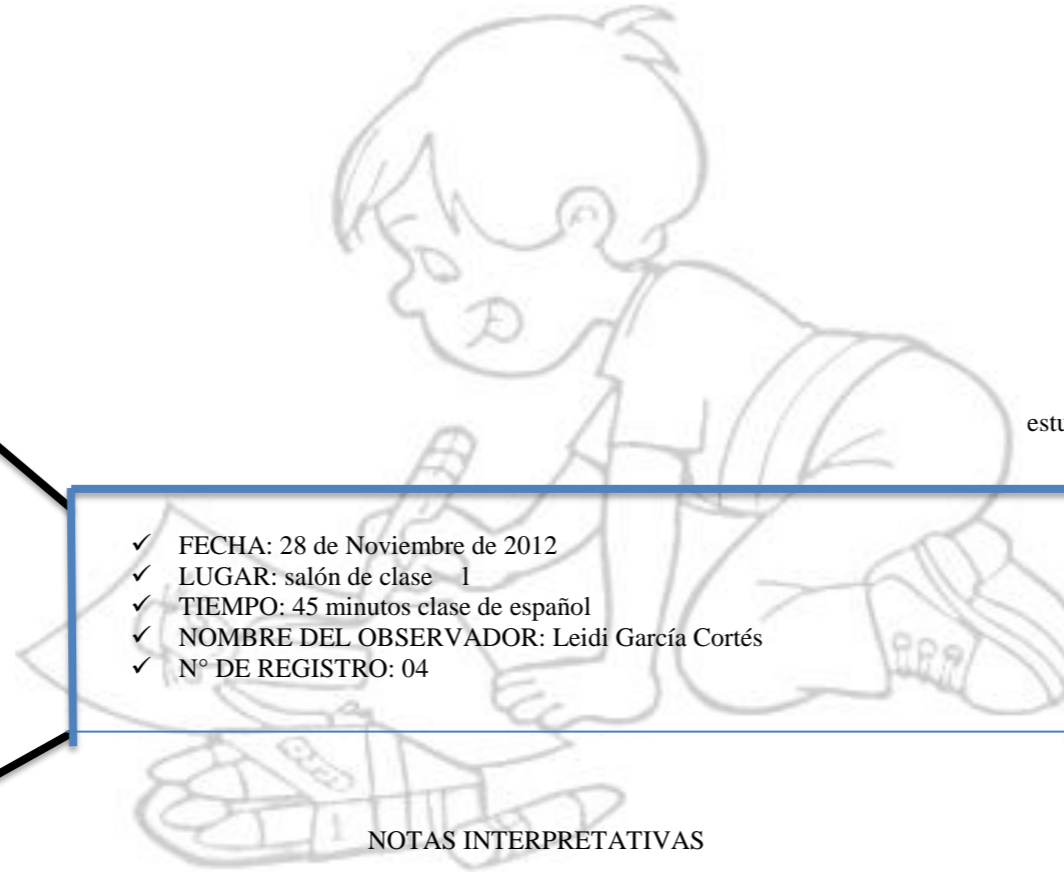 estu
✓ FECHA: 28 de Noviembre de 2012
✓ LUGAR: salón de clase 1
✓ TIEMPO: 45 minutos clase de español
✓ NOMBRE DEL OBSERVADOR: Leidi García Cortés
✓ N° DE REGISTRO: 04
NOTAS INTERPRETATIVAS